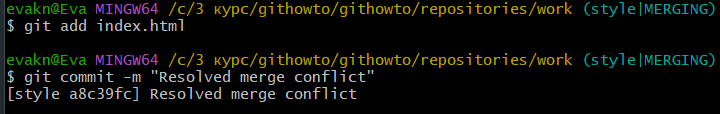 evakn@Eva MINGW64 /c/3 курс/githowto/githowto/repositories/work (style|MERGING)
$ git add index.html
evakn@Eva MINGW64 /c/3 курс/githowto/githowto/repositories/work (style|MERGING)
$ git commit -m "Resolved merge conflict"
[style a8c39fc] Resolved merge conflict